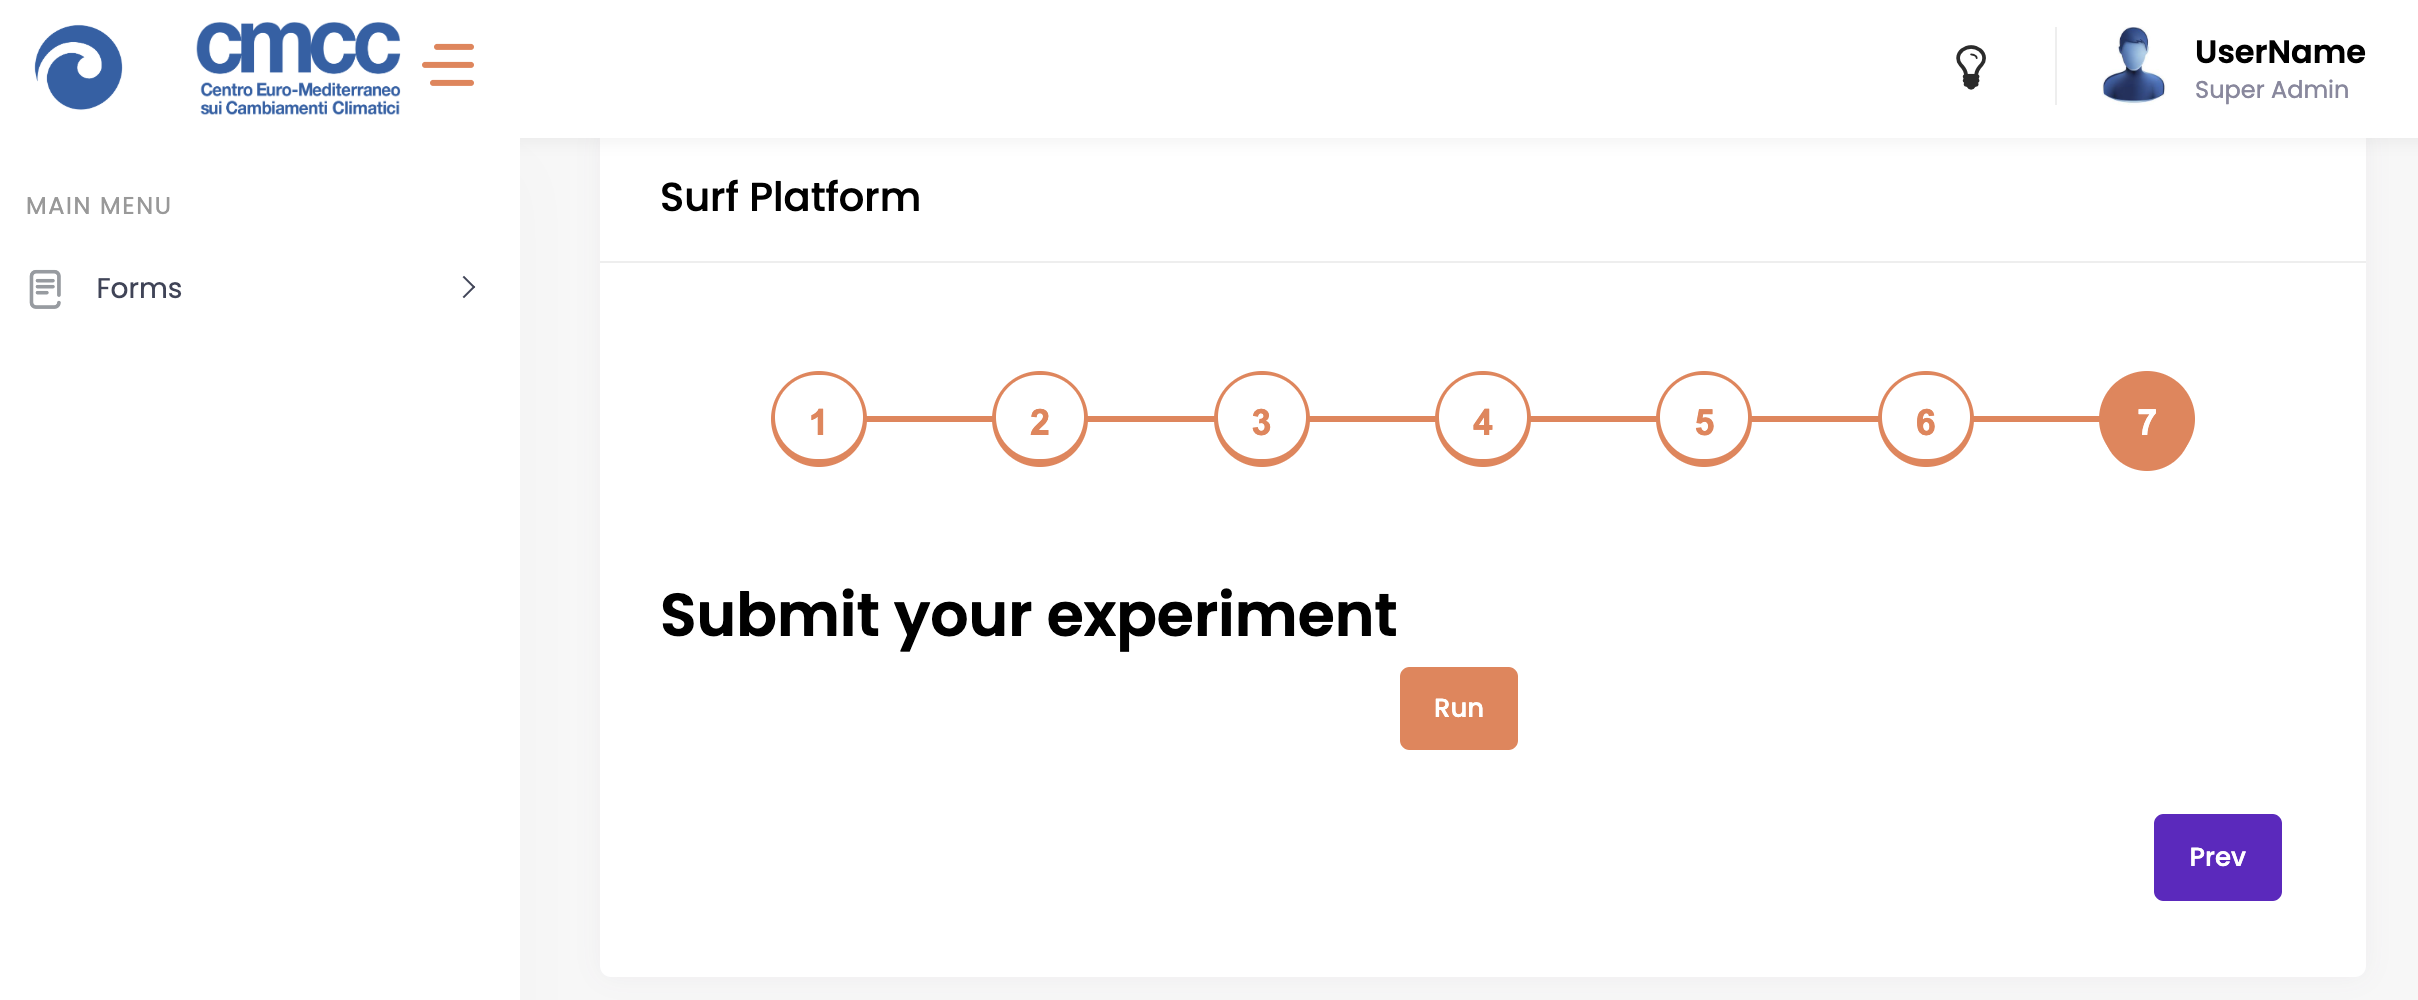 cmcc
Centro Euro-Mediterraneo
sui Cambiamenti Climatici
UserName
Super Admin
MAIN MENU
Forms
Surf Platform
1 2 3 4 5 6 7
Submit your experiment
Run
Prev